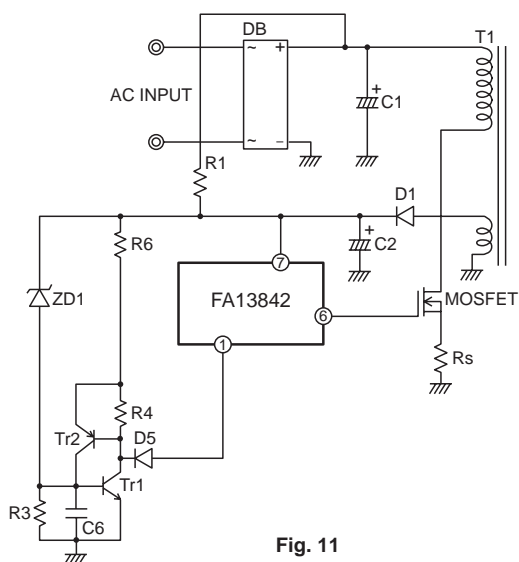 DB
T1
~
+
+
AC INPUT
C1
~
−
R1
D1
+
R6
C2
7
ZD1
FA13842
MOSFET
6
1
Rs
R4
Tr2
D5
Tr1
R3
C6
Fig. 11